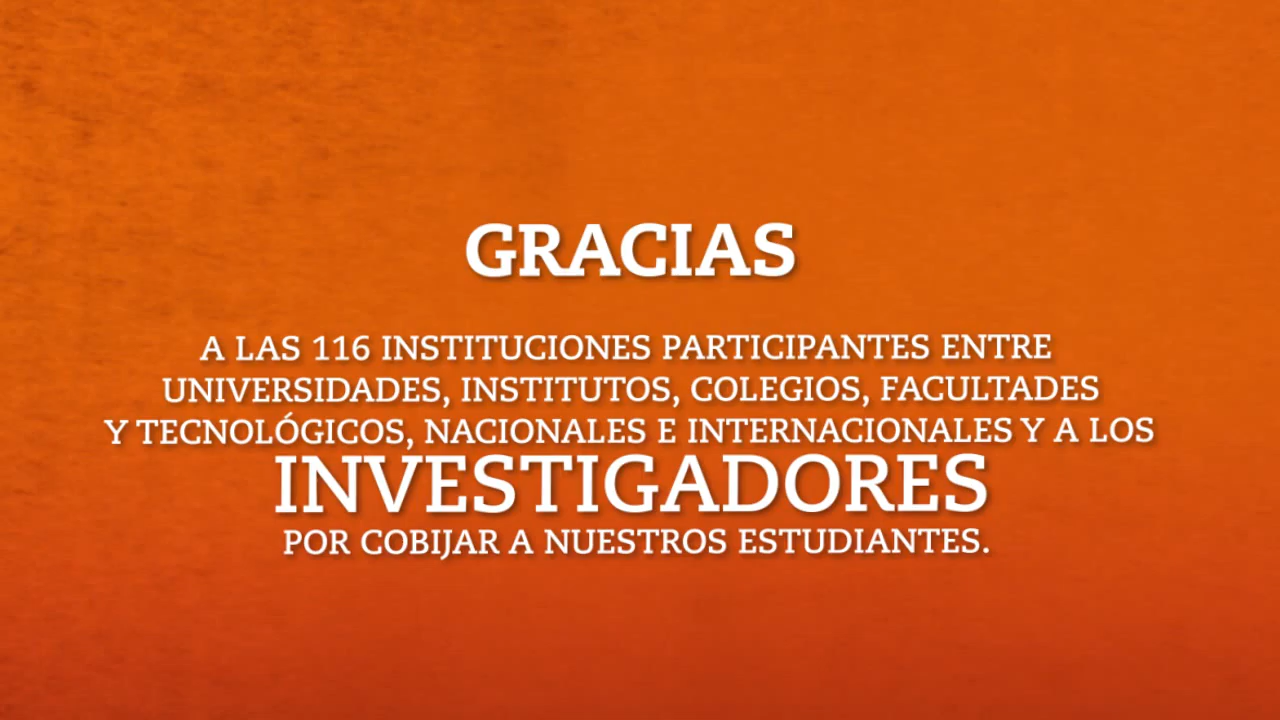 GRACIAS
A LAS 116 INSTITUCIONES PARTICIPANTES ENTRE
UNIVERSIDADES, INSTITUTOS, COLEGIOS, FACULTADES
Y TECNOLÓGICOS, NACIONALES E INTERNACIONALES Y A LOS
INVESTIGADORES
POR COBIJAR A NUESTROS ESTUDIANTES.